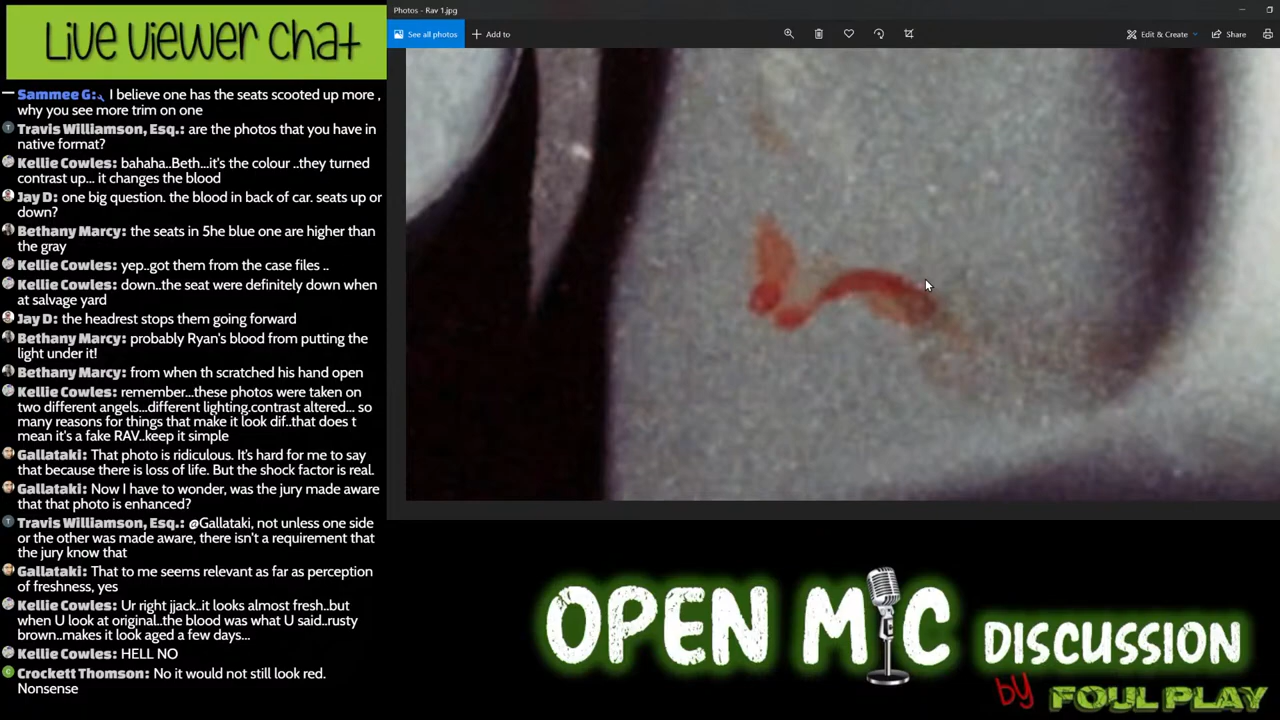 Live Viewer Chat
Photos - Rav 1.jpg
See all photos
Add to
Edit & Create
Share
Sammee G: I believe one has the seats scooted up more ,
why you see more trim on one
Travis Williamson, Esq.: are the photos that you have in
native format?
Kellie Cowles: bahaha..Beth...it's the colour ..they turned
contrast up... it changes the blood
Jay D: one big question. the blood in back of car. seats up or
down?
Bethany Marcy: the seats in 5he blue one are higher than
the gray
Kellie Cowles: yep..got them from the case files ..
Kellie Cowles: down..the seat were definitely down when
at salvage yard
Jay D: the headrest stops them going forward
Bethany Marcy: probably Ryan's blood from putting the
light under it!
Bethany Marcy: from when th scratched his hand open
Kellie Cowles: remember...these photos were taken on
two different angels...different lighting.contrast altered... so
many reasons for things that make it look dif..that does t
mean it's a fake RAV..keep it simple
Gallataki: That photo is ridiculous. It's hard for me to say
that because there is loss of life. But the shock factor is real.
Gallataki: Now I have to wonder, was the jury made aware
that that photo is enhanced?
T
Travis Williamson, Esq.: @Gallataki, not unless one side
or the other was made aware, there isn't a requirement that
the jury know that
Gallataki: That to me seems relevant as far as perception
of freshness, yes
Kellie Cowles: Ur right jjack..it looks almost fresh..but
when U look at original..the blood was what U said..rusty
brown..makes it look aged a few days...
Kellie Cowles: HELL NO
C
Crockett Thomson: No it would not still look red.
Nonsense
OPEN MIC
DISCUSSION
by FOUL PLAY